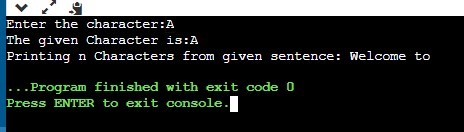 Enter the character:A
The given Character is:A
Printing n Characters from given sentence: Welcome to
...Program finished with exit code 0
Press ENTER to exit console.